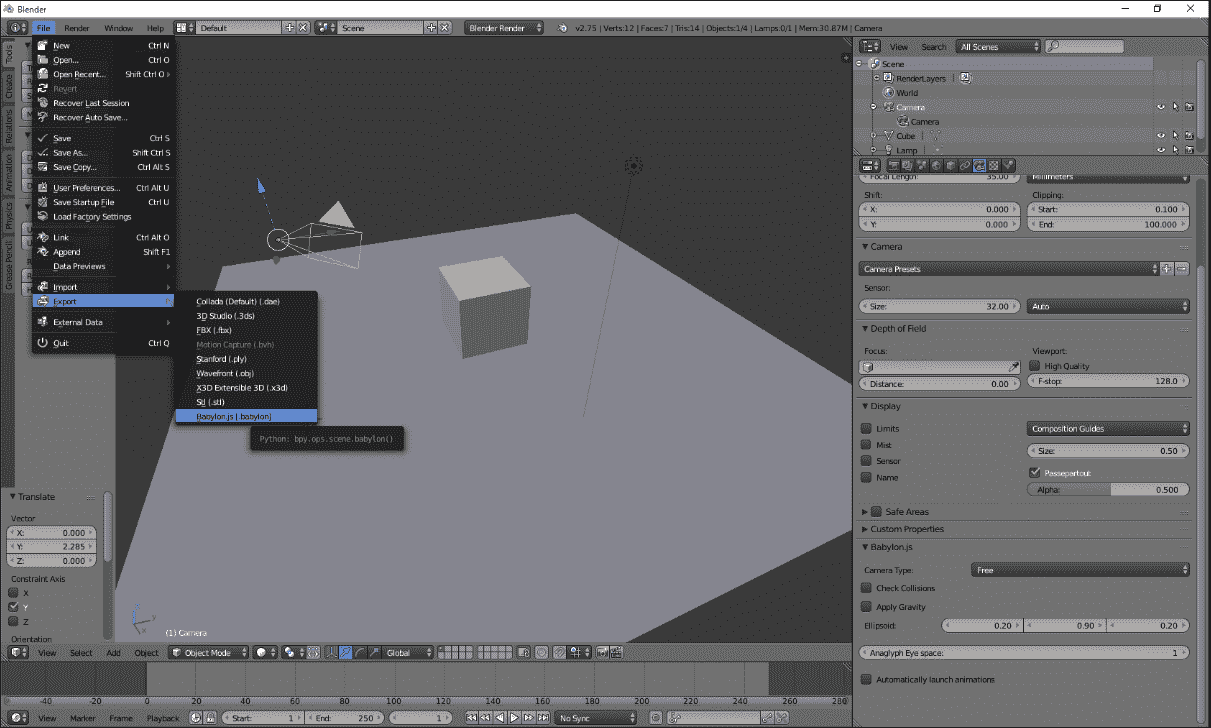 Blender
File Render Window Help Default Scene Blender Render v2.75 | Verts:12 | Faces:7 | Tris:14 | Objects:1/4 | Lamps:0/1 | Mem:30.87M | Camera
New Ctrl N
Open... Ctrl O
Open Recent... Shift Ctrl O
Revert
Recover Last Session
Recover Auto Save...
Save Ctrl S
Save As... Shift Ctrl S
Save Copy... Ctrl Alt S
User Preferences... Ctrl Alt U
Save Startup File Ctrl U
Load Factory Settings
Link Ctrl Alt O
Append Shift F1
Data Previews
Import
Export
External Data
Quit Ctrl Q
Collada (Default) (.dae)
3D Studio (.3ds)
FBX (.fbx)
Motion Capture (.bvh)
Stanford (.ply)
Wavefront (.obj)
X3D Extensible 3D (.x3d)
Stl (.stl)
Babylon.js (.babylon)
Python: bpy.ops.scene.babylon()
Tools
Create
Relations
Animation
Physics
Grease Pencil
Translate
Vector
X: 0.000
Y: 2.285
Z: 0.000
Constraint Axis
X
Y
Z
Orientation
(1) Camera
View Select Add Object Object Mode Global
-40 -20 0 20 40 60 80 100 120 140 160 180 200 220 240 260 280
View Marker Frame Playback Start: 1 End: 250 1 No Sync
View Search All Scenes
Scene
RenderLayers
World
Camera
Camera
Cube
Lamp
Focal Length: 35.00 Millimeters
Shift: Clipping:
X: 0.000 Start: 0.100
Y: 0.000 End: 100.000
Camera
Camera Presets
Sensor:
Size: 32.00 Auto
Depth of Field
Focus: Viewport:
High Quality
Distance: 0.00 F-stop: 128.0
Display
Limits Composition Guides
Mist
Size: 0.50
Sensor
Passepartout
Name
Alpha: 0.500
Safe Areas
Custom Properties
Babylon.js
Camera Type: Free
Check Collisions
Apply Gravity
Ellipsoid: 0.20 0.90 0.20
Anaglyph Eye space: 1
Automatically launch animations